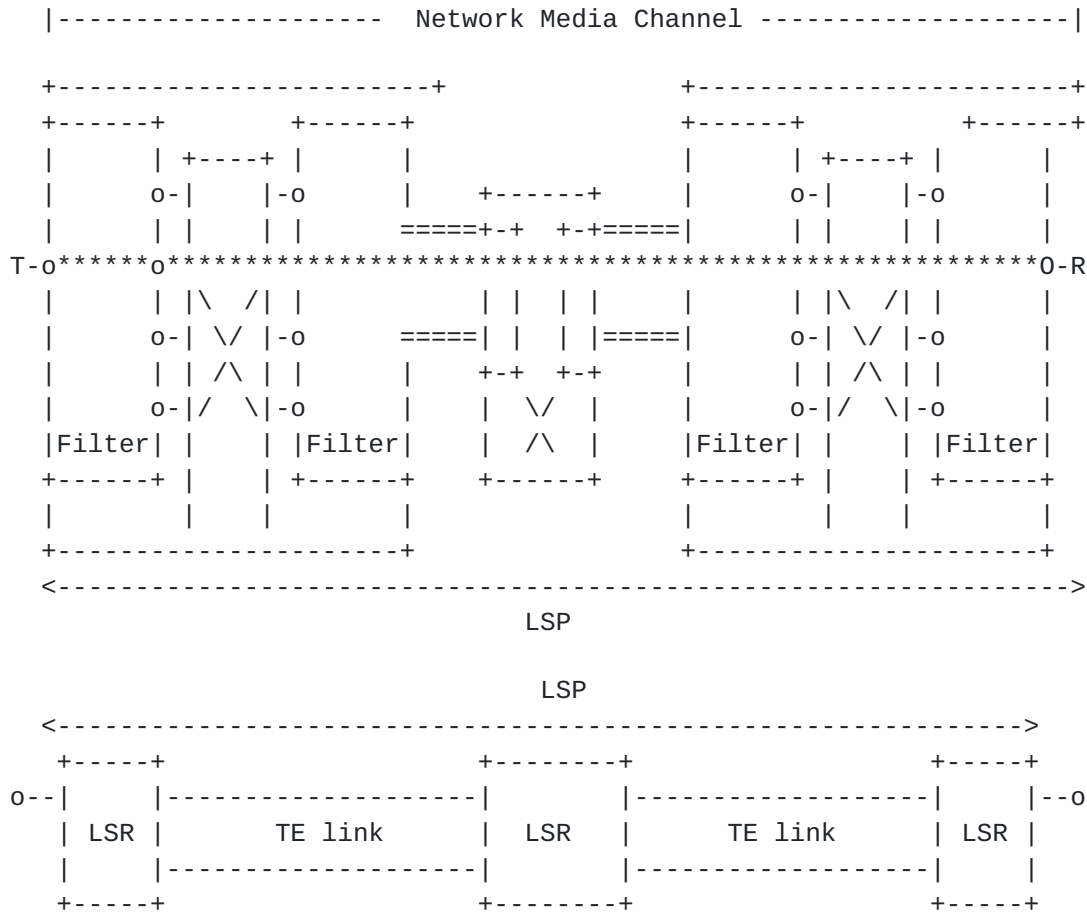 |--------------------- Network Media Channel --------------------|
+------------------------+ +------------------------+
+------+ +------+ +------+ +------+
| | +----+ | | | | +----+ | |
| o-| |-o | +------+ | o-| |-o |
| | | | | =====+-+ +-+=====| | | | | |
T-o******o********************************************************O-R
| | |\ /| | | | | | | | |\ /| | |
| o-| \/ |-o =====| | | |=====| o-| \/ |-o |
| | | /\ | | | +-+ +-+ | | | /\ | | |
| o-|/ \|-o | | \/ | | o-|/ \|-o |
|Filter| | | |Filter| | /\ | |Filter| | | |Filter|
+------+ | | +------+ +------+ +------+ | | +------+
| | | | | | | |
+----------------------+ +----------------------+
<----------------------------------------------------------------->
LSP
LSP
<------------------------------------------------------------->
+-----+ +--------+ +-----+
o--| |--------------------| |-------------------| |--o
| LSR | TE link | LSR | TE link | LSR |
| |--------------------| |-------------------| |
+-----+ +--------+ +-----+